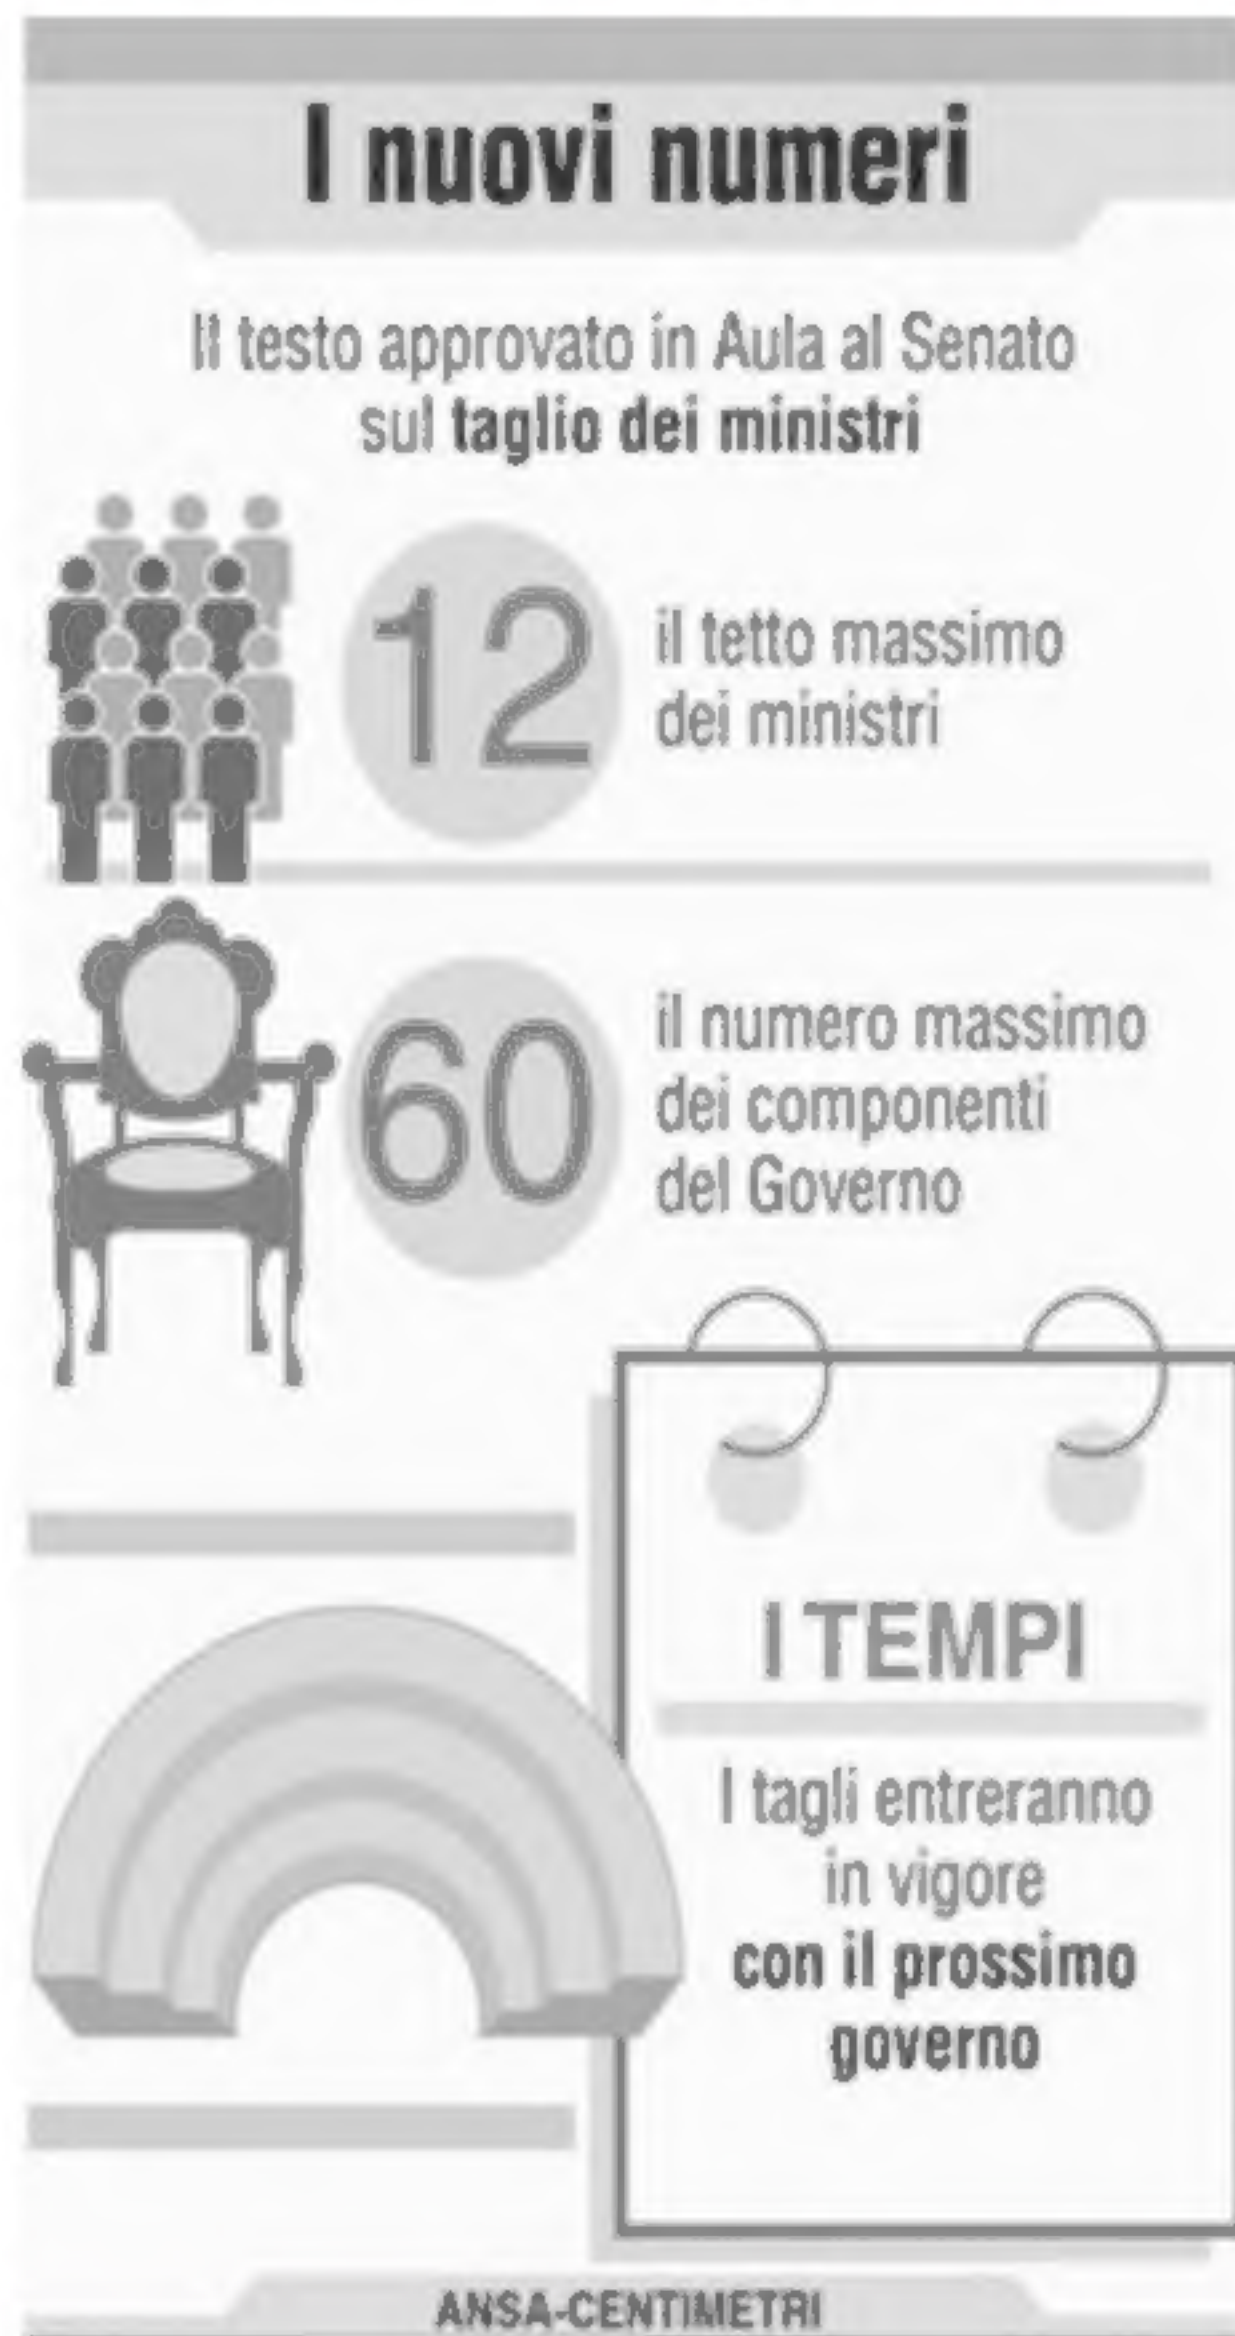 I nuovi numeri
Il testo approvato in Aula al Senato
sul taglio dei ministri
12
il tetto massimo
dei ministri
60
il numero massimo
dei componenti
del Governo
I TEMPI
I tagli entreranno
in vigore
con il prossimo
governo
ANSA-CENTIMETRI